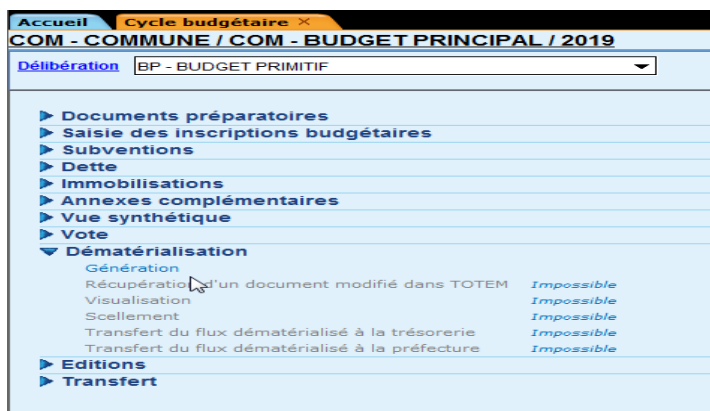 Accueil Cycle budgétaire ×
COM - COMMUNE / COM - BUDGET PRINCIPAL / 2019
Délibération BP - BUDGET PRIMITIF
Documents préparatoires
Saisie des inscriptions budgétaires
Subventions
Dette
Immobilisations
Annexes complémentaires
Vue synthétique
Vote
Dématérialisation
Génération
Récupération d'un document modifié dans TOTEM Impossible
Visualisation Impossible
Scellement Impossible
Transfert du flux dématérialisé à la trésorerie Impossible
Transfert du flux dématérialisé à la préfecture Impossible
Editions
Transfert